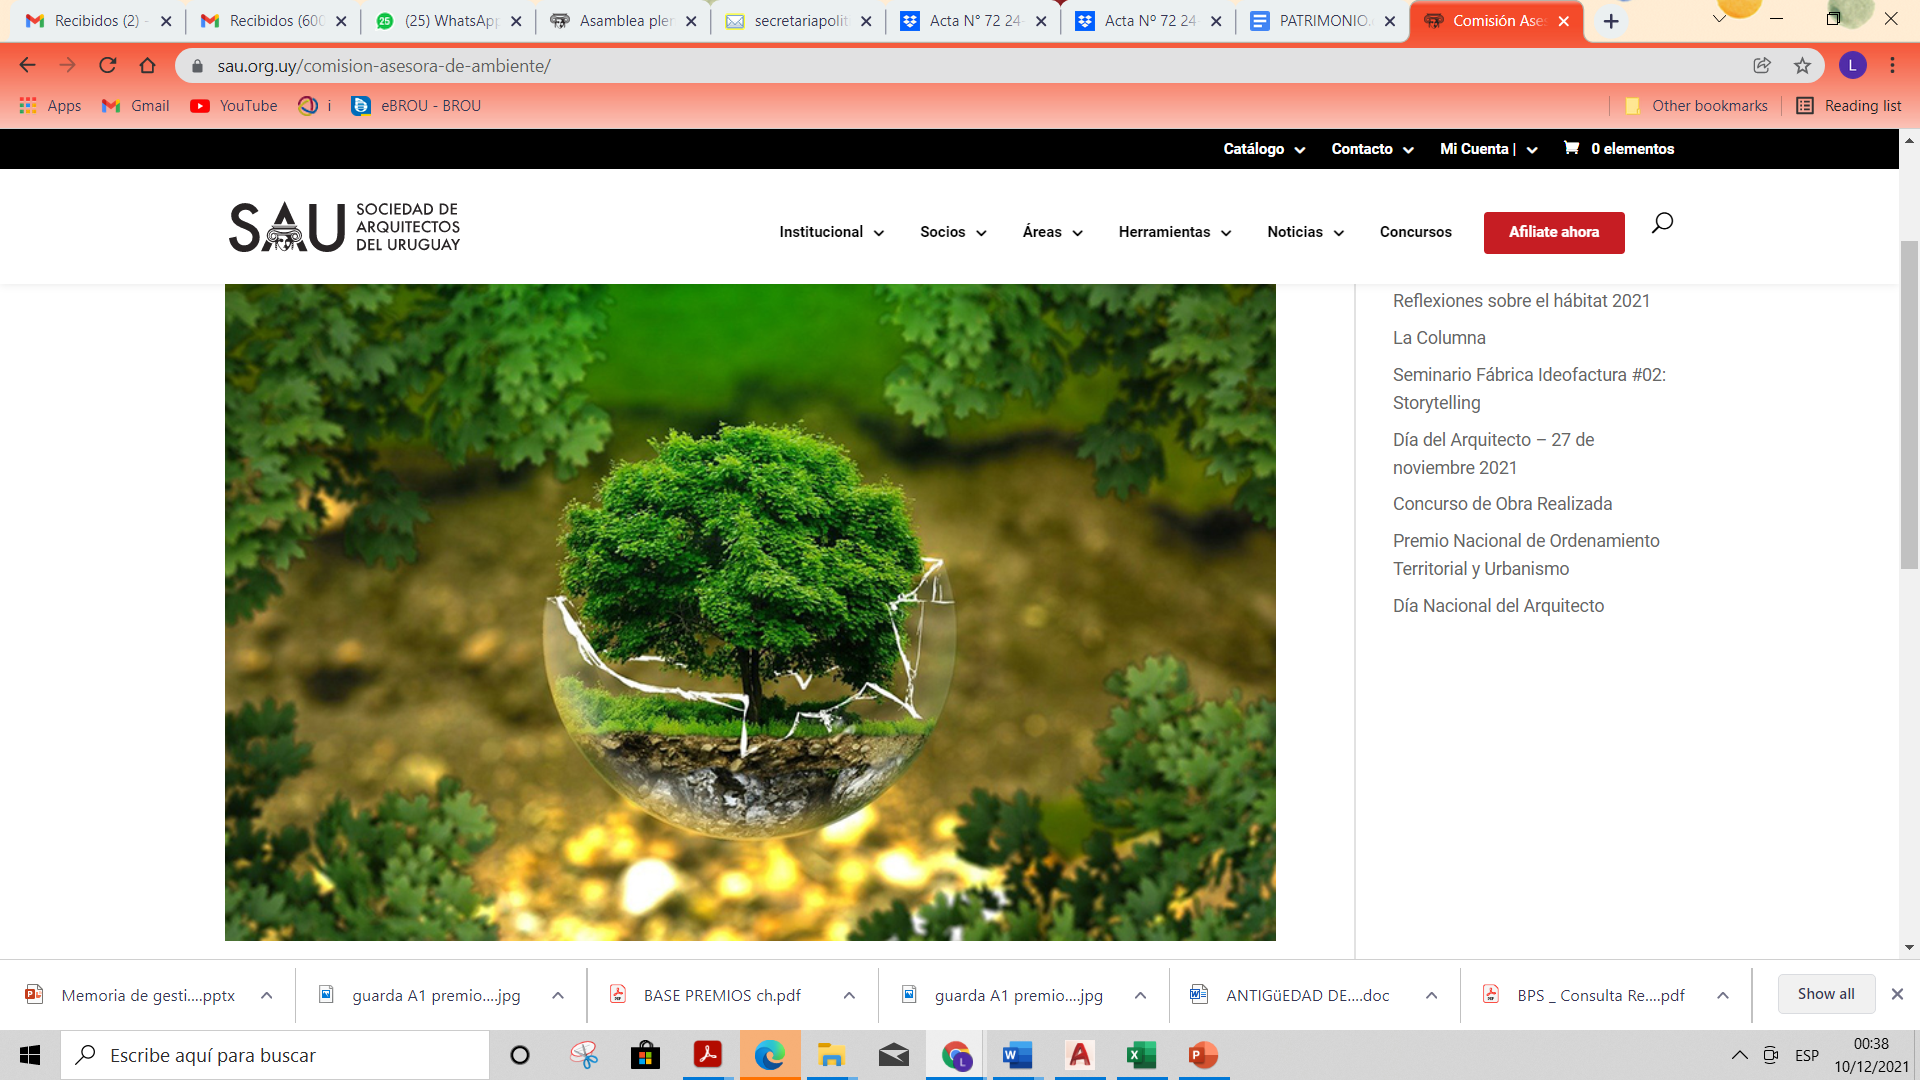 Recibidos (2) -
Recibidos (600
(25) WhatsApp
Asamblea plen
secretariapolit
Acta N° 72 24-
Acta Nº 72 24
PATRIMONIO.
Comisión Ases
sau.org.uy/comision-asesora-de-ambiente/
L
Apps
Gmail
YouTube
i
eBROU - BROU
Other bookmarks
Reading list
Catálogo
Contacto
Mi Cuenta |
0 elementos
SAU
SOCIEDAD DE
ARQUITECTOS
DEL URUGUAY
Institucional
Socios
Áreas
Herramientas
Noticias
Concursos
Afiliate ahora
Reflexiones sobre el hábitat 2021
La Columna
Seminario Fábrica Ideofactura #02:
Storytelling
Día del Arquitecto – 27 de
noviembre 2021
Concurso de Obra Realizada
Premio Nacional de Ordenamiento
Territorial y Urbanismo
Día Nacional del Arquitecto
Memoria de gesti....pptx
guarda A1 premio....jpg
BASE PREMIOS ch.pdf
guarda A1 premio....jpg
ANTIGüEDAD DE....doc
BPS _ Consulta Re....pdf
Show all
Escribe aquí para buscar
ESP
00:38
10/12/2021